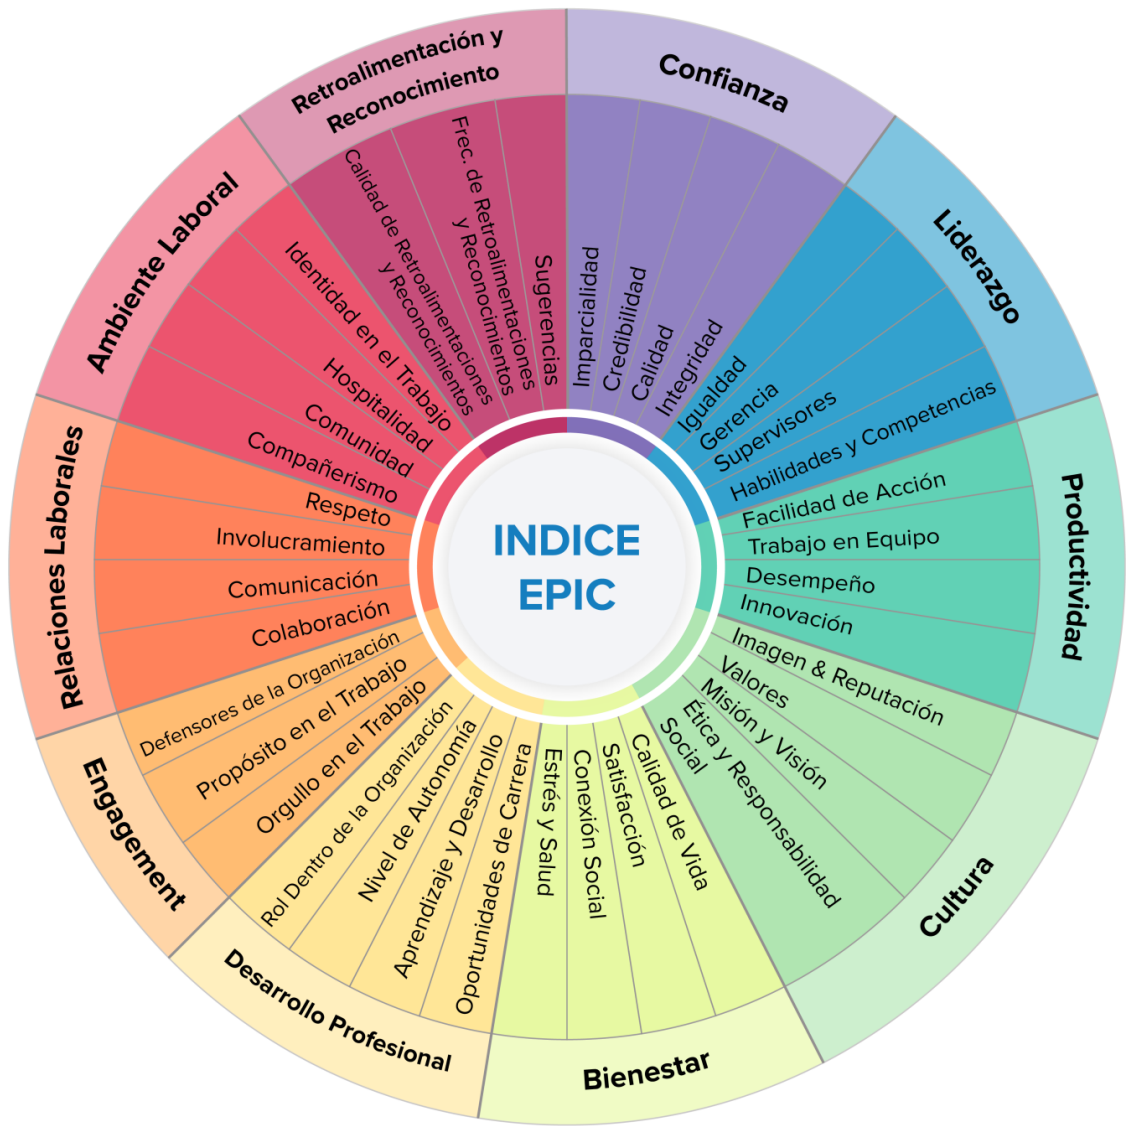 INDICE
EPIC
Confianza
Imparcialidad
Credibilidad
Calidad
Integridad
Liderazgo
Igualdad
Gerencia
Supervisores
Habilidades y Competencias
Productividad
Facilidad de Acción
Trabajo en Equipo
Desempeño
Innovación
Cultura
Imagen & Reputación
Valores
Misión y Visión
Ética y Responsabilidad
Social
Bienestar
Calidad de Vida
Satisfacción
Conexión Social
Estrés y Salud
Desarrollo Profesional
Oportunidades de Carrera
Aprendizaje y Desarrollo
Nivel de Autonomía
Rol Dentro de la Organización
Engagement
Orgullo en el Trabajo
Propósito en el Trabajo
Defensores de la Organización
Relaciones Laborales
Colaboración
Comunicación
Involucramiento
Respeto
Ambiente Laboral
Compañerismo
Comunidad
Hospitalidad
Identidad en el Trabajo
Retroalimentación y
Reconocimiento
Calidad de Retroalimentaciones
y Reconocimientos
Frec. de Retroalimentaciones
y Reconocimientos
Sugerencias